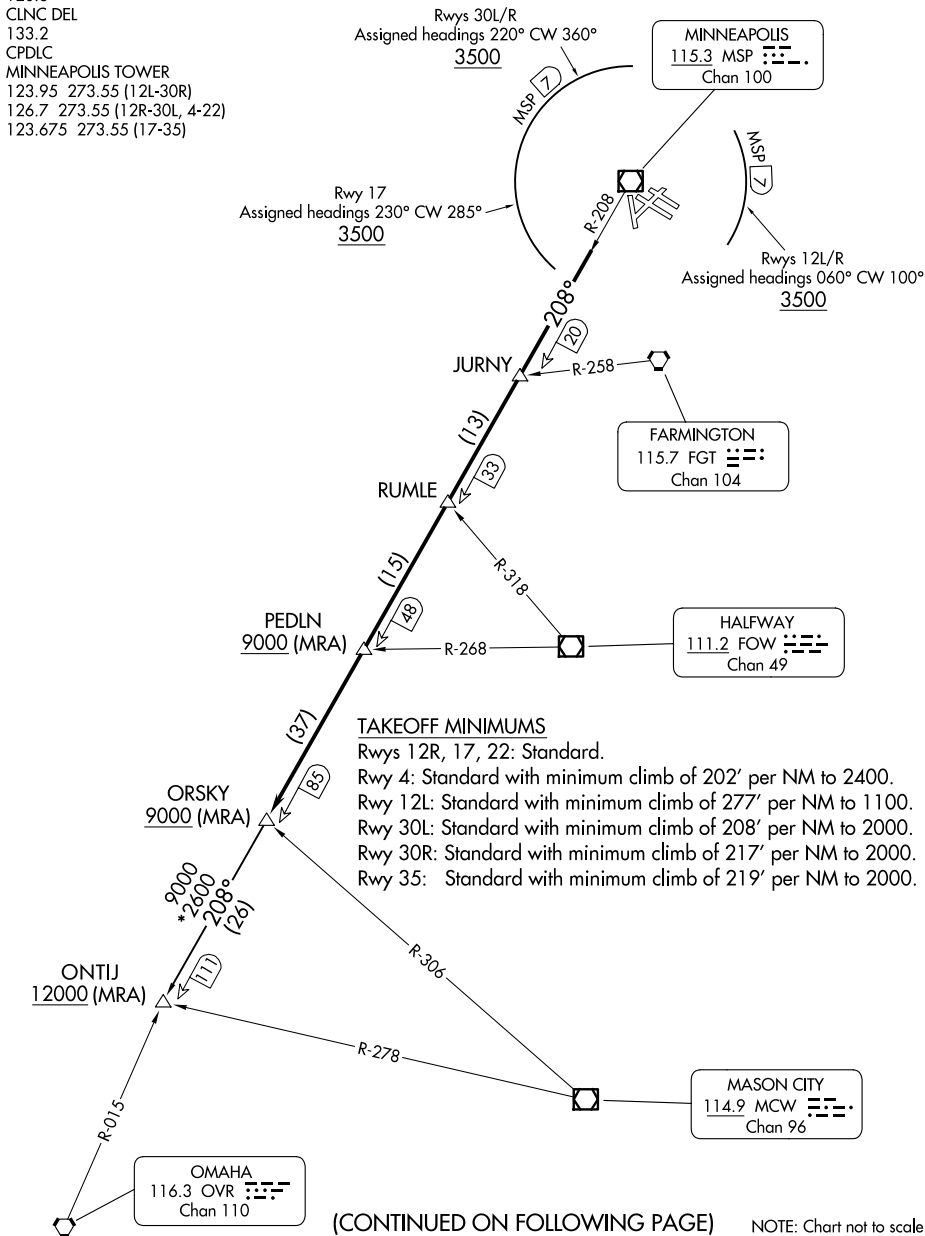 CLNC DEL
133.2
CPDLC
MINNEAPOLIS TOWER
123.95 273.55 (12L-30R)
126.7 273.55 (12R-30L, 4-22)
123.675 273.55 (17-35)
Rwys 30L/R
Assigned headings 220° CW 360°
3500
MSP 7
MINNEAPOLIS
115.3 MSP
Chan 100
MSP 7
Rwy 17
Assigned headings 230° CW 285°
3500
R-208
Rwys 12L/R
Assigned headings 060° CW 100°
3500
208°
20
JURNY
R-258
FARMINGTON
115.7 FGT
Chan 104
(13)
33
RUMLE
R-318
(15)
48
PEDLN
9000 (MRA)
R-268
HALFWAY
111.2 FOW
Chan 49
(37)
TAKEOFF MINIMUMS
Rwys 12R, 17, 22: Standard.
Rwy 4: Standard with minimum climb of 202' per NM to 2400.
Rwy 12L: Standard with minimum climb of 277' per NM to 1100.
Rwy 30L: Standard with minimum climb of 208' per NM to 2000.
Rwy 30R: Standard with minimum climb of 217' per NM to 2000.
Rwy 35: Standard with minimum climb of 219' per NM to 2000.
85
ORSKY
9000 (MRA)
9000
*2600
208°
(26)
R-306
111
ONTIJ
12000 (MRA)
R-278
MASON CITY
114.9 MCW
Chan 96
R-015
OMAHA
116.3 OVR
Chan 110
(CONTINUED ON FOLLOWING PAGE)
NOTE: Chart not to scale